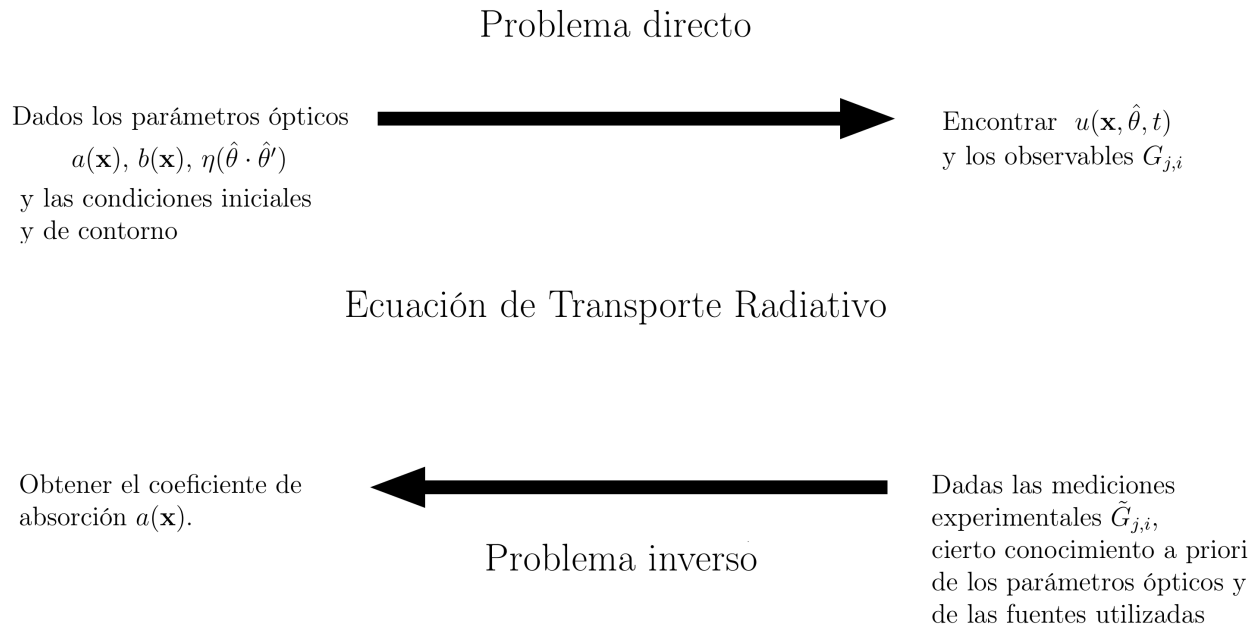 Problema directo
Dados los parámetros ópticos
a(x), b(x), η(θ̂ · θ̂′)
y las condiciones iniciales
y de contorno
Encontrar u(x, θ̂, t)
y los observables G_{j,i}
Ecuación de Transporte Radiativo
Obtener el coeficiente de
absorción a(x).
Dadas las mediciones
experimentales G̃_{j,i},
cierto conocimiento a priori
de los parámetros ópticos y
de las fuentes utilizadas
Problema inverso